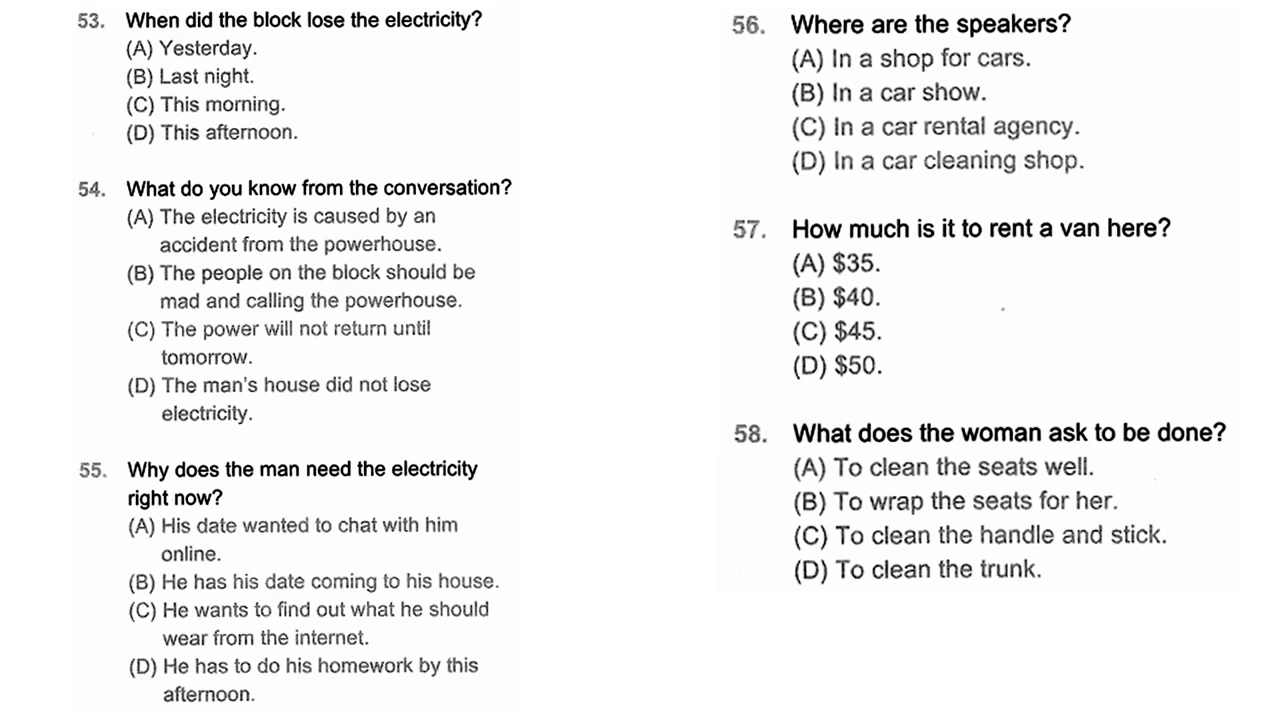 53. When did the block lose the electricity?
(A) Yesterday.
(B) Last night.
(C) This morning.
(D) This afternoon.
54. What do you know from the conversation?
(A) The electricity is caused by an
accident from the powerhouse.
(B) The people on the block should be
mad and calling the powerhouse.
(C) The power will not return until
tomorrow.
(D) The man's house did not lose
electricity.
55. Why does the man need the electricity
right now?
(A) His date wanted to chat with him
online.
(B) He has his date coming to his house.
(C) He wants to find out what he should
wear from the internet.
(D) He has to do his homework by this
afternoon.
56. Where are the speakers?
(A) In a shop for cars.
(B) In a car show.
(C) In a car rental agency.
(D) In a car cleaning shop.
57. How much is it to rent a van here?
(A) $35.
(B) $40.
(C) $45.
(D) $50.
58. What does the woman ask to be done?
(A) To clean the seats well.
(B) To wrap the seats for her.
(C) To clean the handle and stick.
(D) To clean the trunk.